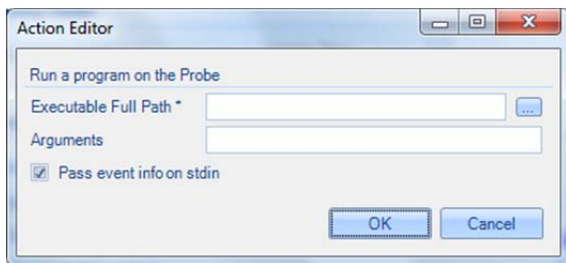 Action Editor
Run a program on the Probe
Executable Full Path *
...
Arguments
Pass event info on stdin
OK Cancel